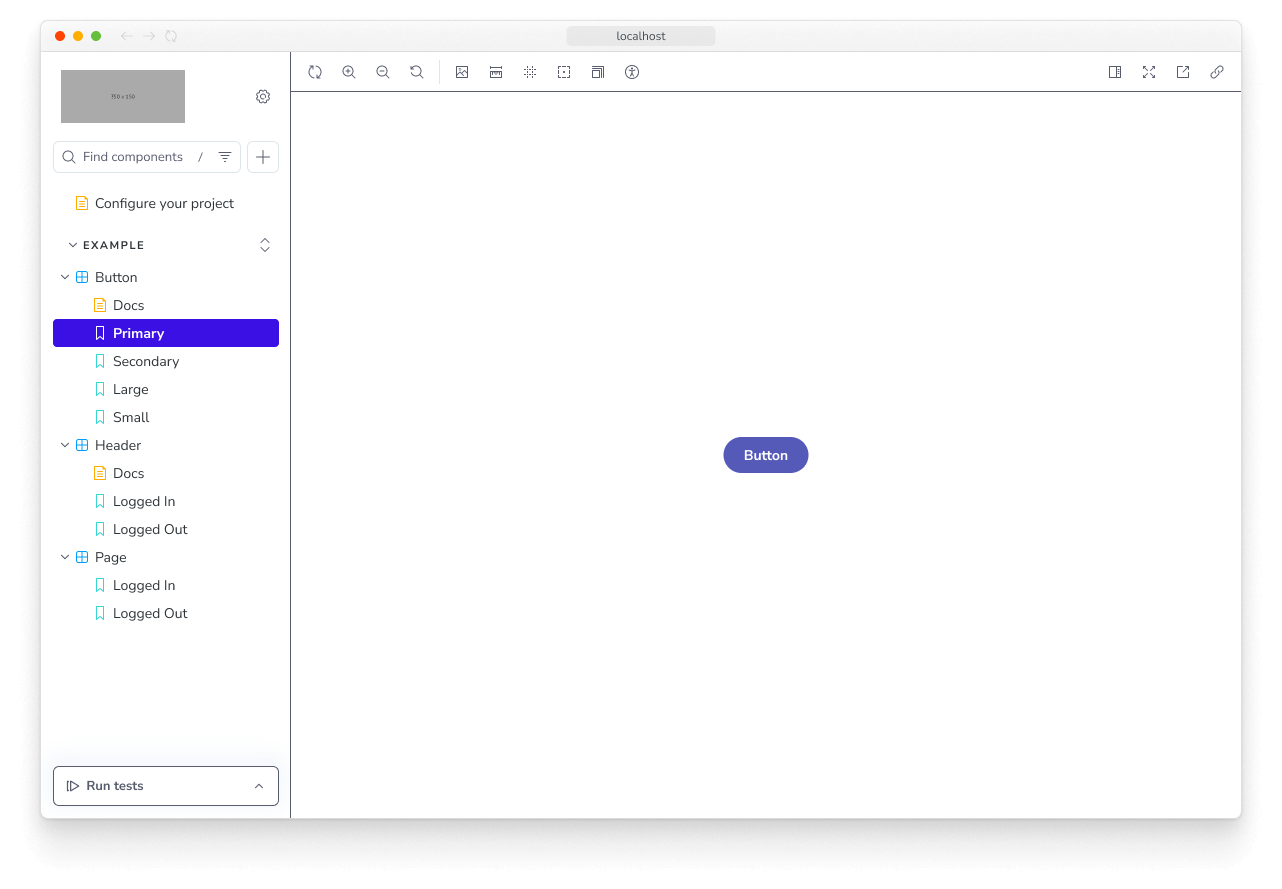 localhost
350 × 150
Find components /
Configure your project
EXAMPLE
Button
Docs
Primary
Secondary
Large
Small
Header
Docs
Logged In
Logged Out
Page
Logged In
Logged Out
Run tests
Button